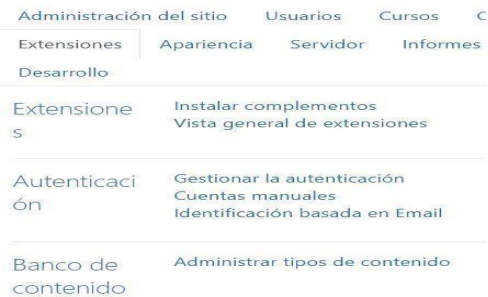 Administración del sitio Usuarios Cursos C
Extensiones Apariencia Servidor Informes
Desarrollo
Extensione
s
Instalar complementos
Vista general de extensiones
Autenticaci
ón
Gestionar la autenticación
Cuentas manuales
Identificación basada en Email
Banco de
contenido
Administrar tipos de contenido